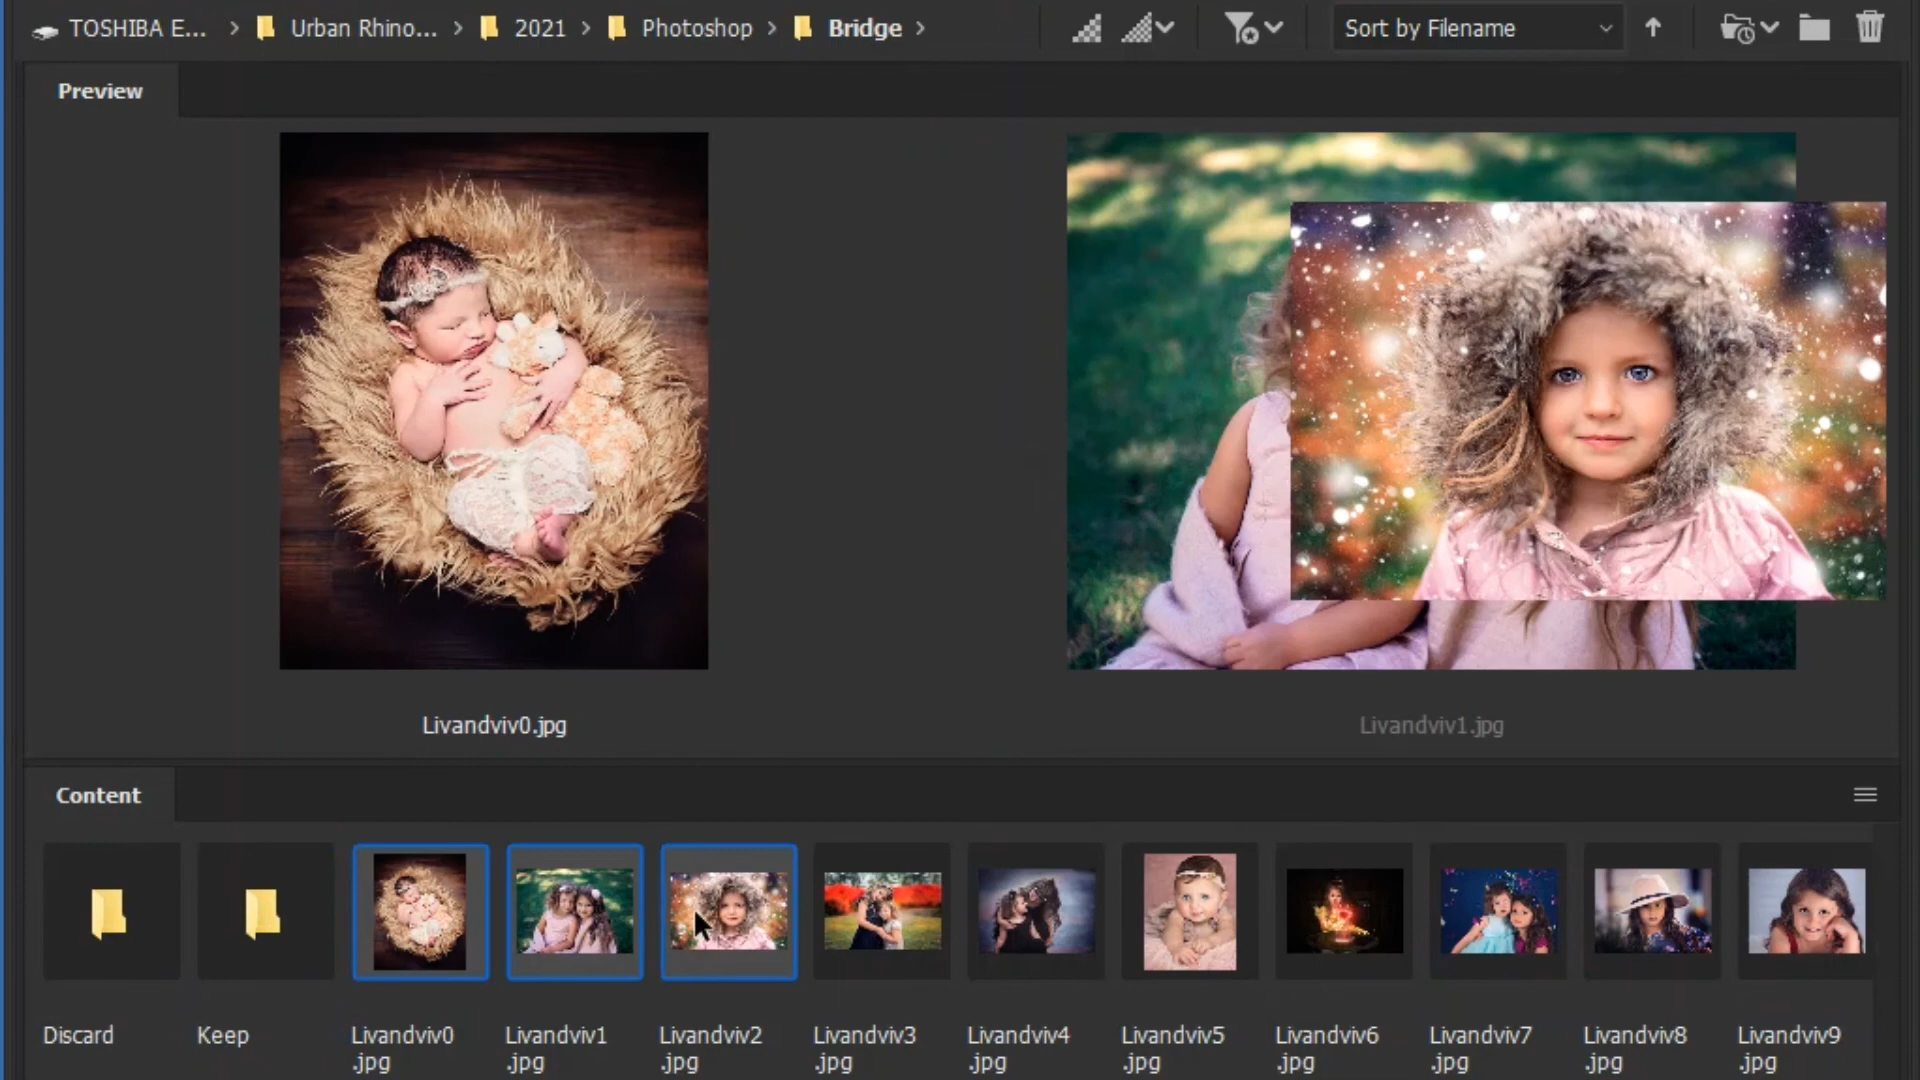 TOSHIBA E... > Urban Rhino... > 2021 > Photoshop > Bridge >
Sort by Filename
Preview
Livandviv0.jpg
Livandviv1.jpg
Content
Discard
Keep
Livandviv0
.jpg
Livandviv1
.jpg
Livandviv2
.jpg
Livandviv3
.jpg
Livandviv4
.jpg
Livandviv5
.jpg
Livandviv6
.jpg
Livandviv7
.jpg
Livandviv8
.jpg
Livandviv9
.jpg